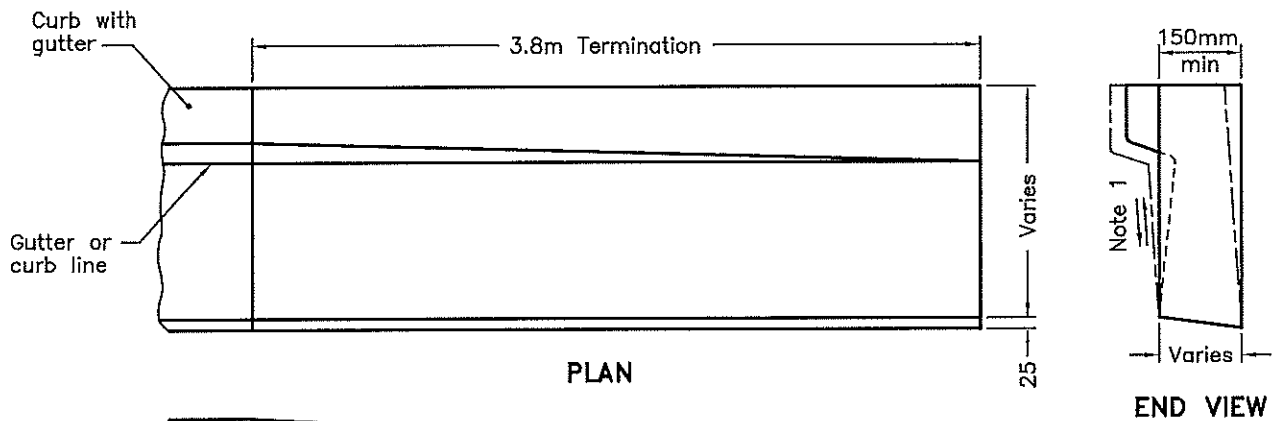 Curb with
gutter
3.8m Termination
150mm
min
Gutter or
curb line
Varies
25
Note 1
Varies
PLAN
END VIEW